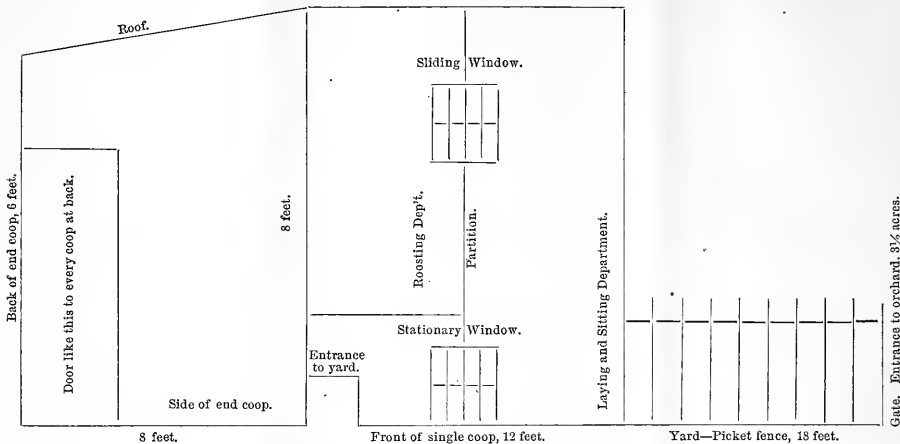 Roof.
Back of end coop, 6 feet.
Door like this to every coop at back.
Side of end coop.
8 feet.
8 feet.
Sliding Window.
Roosting Dep't.
Partition.
Stationary Window.
Entrance
to yard.
Front of single coop, 12 feet.
Laying and Sitting Department.
Yard—Picket fence, 18 feet.
Gate. Entrance to orchard. 3⅙ acres.